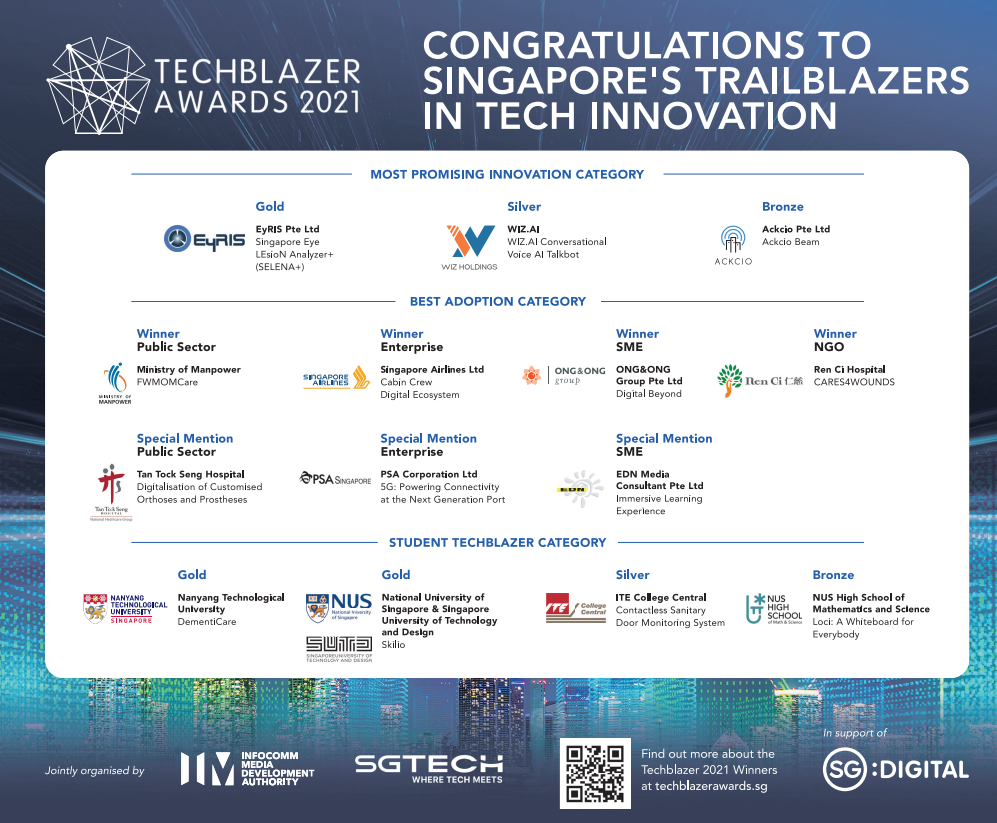 TECHBLAZER
AWARDS 2021
CONGRATULATIONS TO
SINGAPORE'S TRAILBLAZERS
IN TECH INNOVATION
MOST PROMISING INNOVATION CATEGORY
Gold
EyRIS
EyRIS Pte Ltd
Singapore Eye
LEsioN Analyzer+
(SELENA+)
Silver
WIZ HOLDINGS
WIZ.AI
WIZ.AI Conversational
Voice AI Talkbot
Bronze
ACKCIO
Ackcio Pte Ltd
Ackcio Beam
BEST ADOPTION CATEGORY
Winner
Public Sector
MINISTRY OF
MANPOWER
Ministry of Manpower
FWMOMCare
Winner
Enterprise
SINGAPORE
AIRLINES
Singapore Airlines Ltd
Cabin Crew
Digital Ecosystem
Winner
SME
ONG&ONG
group
ONG&ONG
Group Pte Ltd
Digital Beyond
Winner
NGO
Ren Ci 仁慈
Ren Ci Hospital
CARES4WOUNDS
Special Mention
Public Sector
Tan Tock Seng
HOSPITAL
National Healthcare Group
Tan Tock Seng Hospital
Digitalisation of Customised
Orthoses and Prostheses
Special Mention
Enterprise
PSA SINGAPORE
PSA Corporation Ltd
5G: Powering Connectivity
at the Next Generation Port
Special Mention
SME
EDN
EDN Media
Consultant Pte Ltd
Immersive Learning
Experience
STUDENT TECHBLAZER CATEGORY
Gold
NANYANG
TECHNOLOGICAL
UNIVERSITY
SINGAPORE
Nanyang Technological
University
DementiCare
Gold
NUS
National University
of Singapore
SUTD
SINGAPORE UNIVERSITY OF
TECHNOLOGY AND DESIGN
National University of
Singapore & Singapore
University of Technology
and Design
Skilio
Silver
ITE College
Central
ITE College Central
Contactless Sanitary
Door Monitoring System
Bronze
NUS
HIGH
SCHOOL
of Math & Science
NUS High School of
Mathematics and Science
Loci: A Whiteboard for
Everybody
Jointly organised by
INFOCOMM
MEDIA
DEVELOPMENT
AUTHORITY
SGTECH
WHERE TECH MEETS
Find out more about the
Techblazer 2021 Winners
at techblazerawards.sg
In support of
SG:DIGITAL